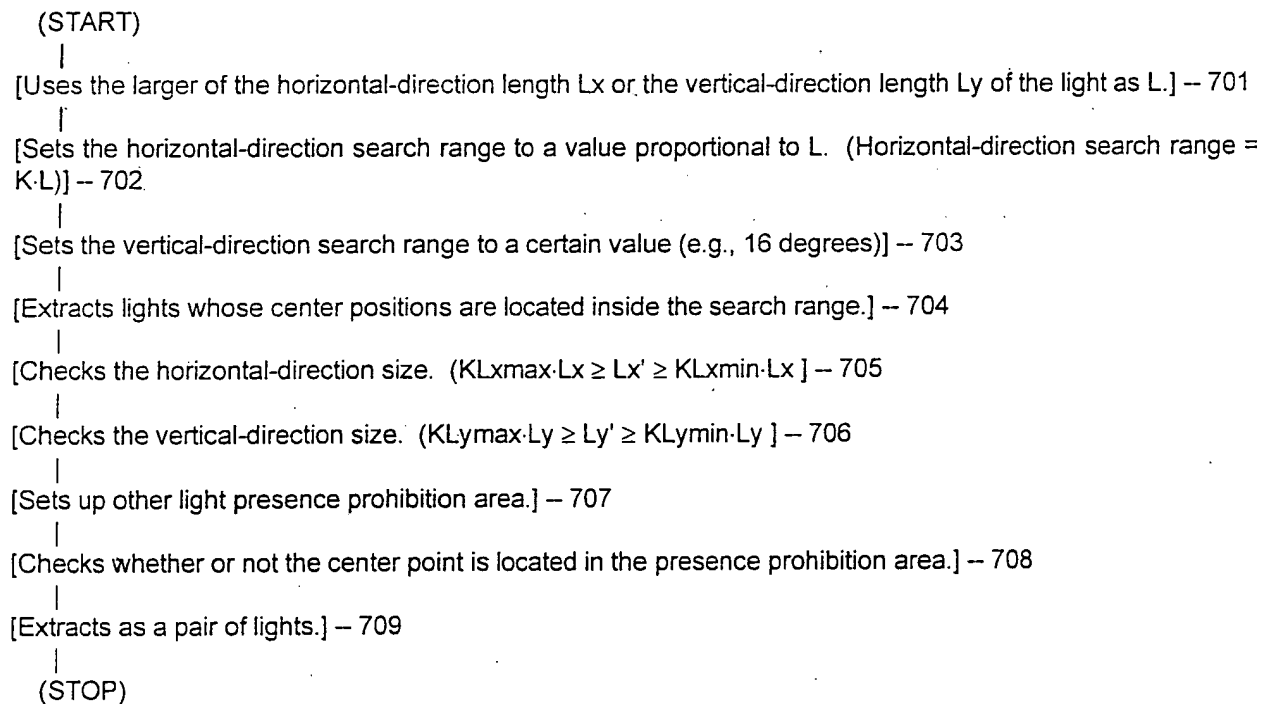 (START)
[Uses the larger of the horizontal-direction length Lx or the vertical-direction length Ly of the light as L.] -- 701
[Sets the horizontal-direction search range to a value proportional to L. (Horizontal-direction search range =
K·L)] -- 702
[Sets the vertical-direction search range to a certain value (e.g., 16 degrees)] -- 703
[Extracts lights whose center positions are located inside the search range.] -- 704
[Checks the horizontal-direction size. (KLxmax·Lx ≥ Lx' ≥ KLxmin·Lx ] -- 705
[Checks the vertical-direction size. (KLymax·Ly ≥ Ly' ≥ KLymin·Ly ] -- 706
[Sets up other light presence prohibition area.] -- 707
[Checks whether or not the center point is located in the presence prohibition area.] -- 708
[Extracts as a pair of lights.] -- 709
(STOP)